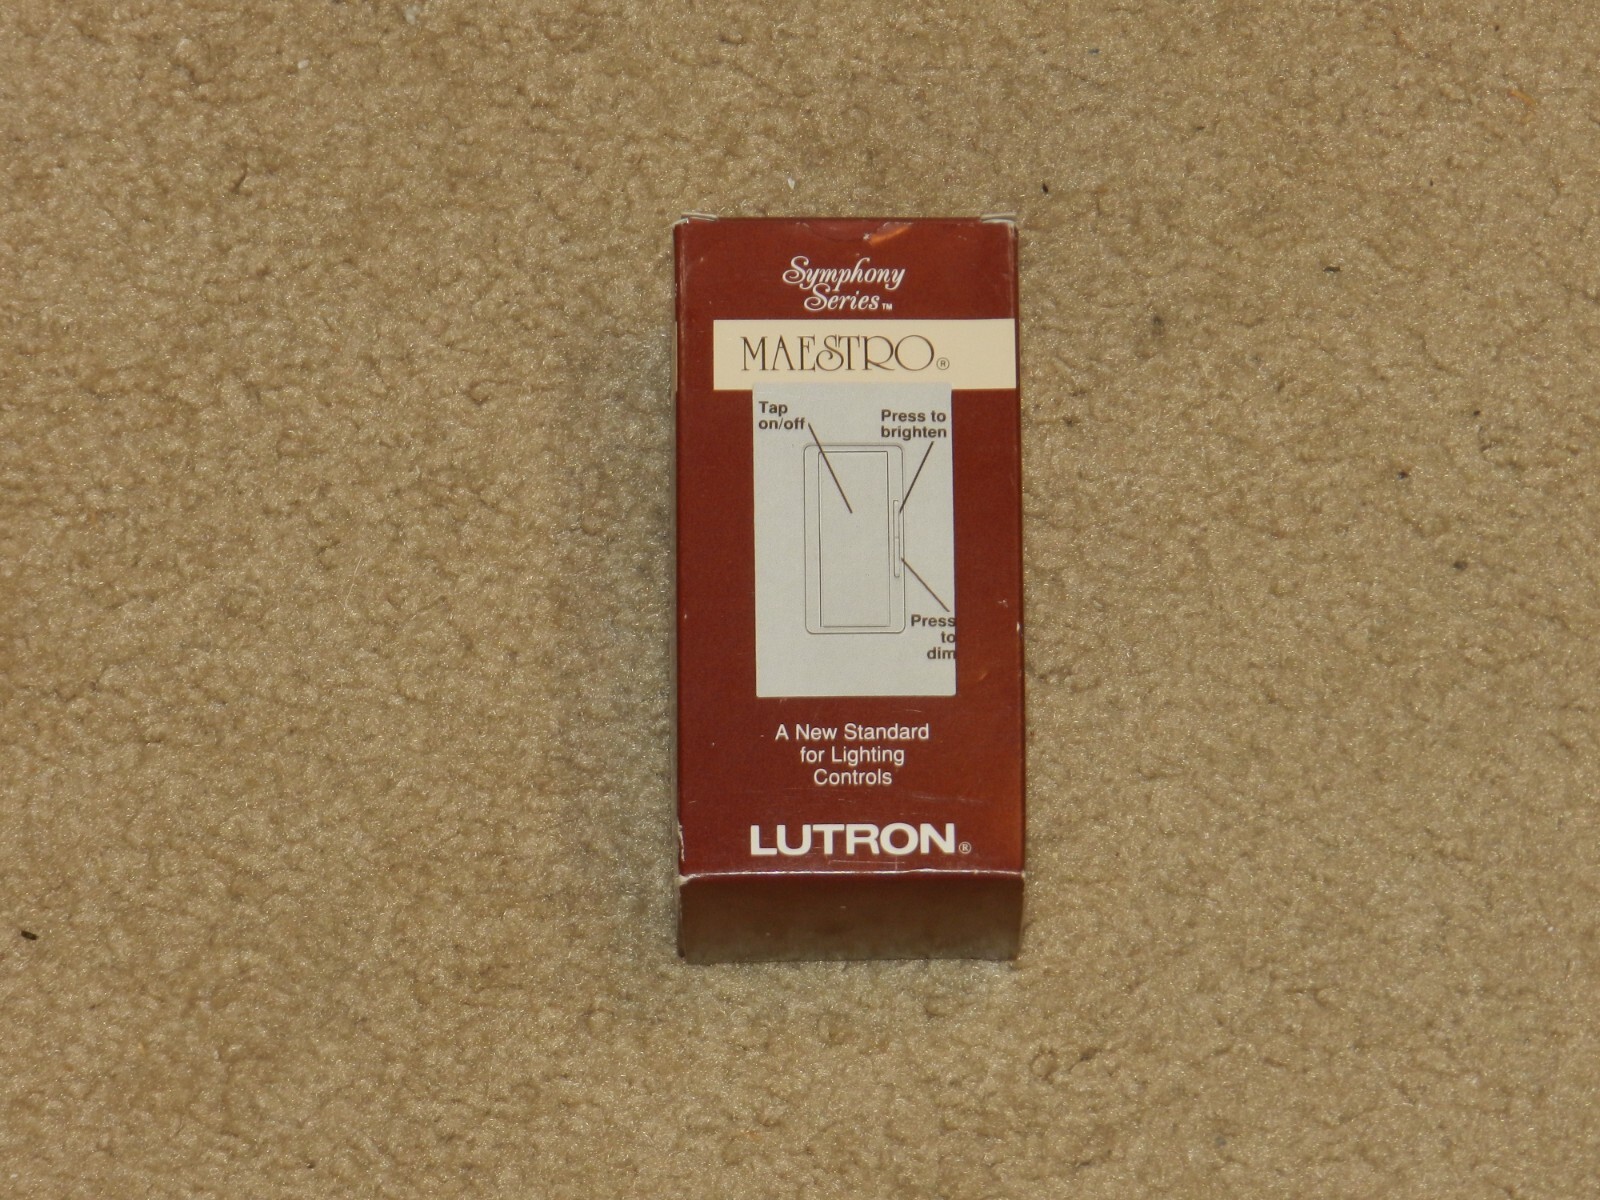 Symphony
Series™
MAESTRO®
Tap
on/off
Press to
brighten
Press
to
dim
A New Standard
for Lighting
Controls
LUTRON®